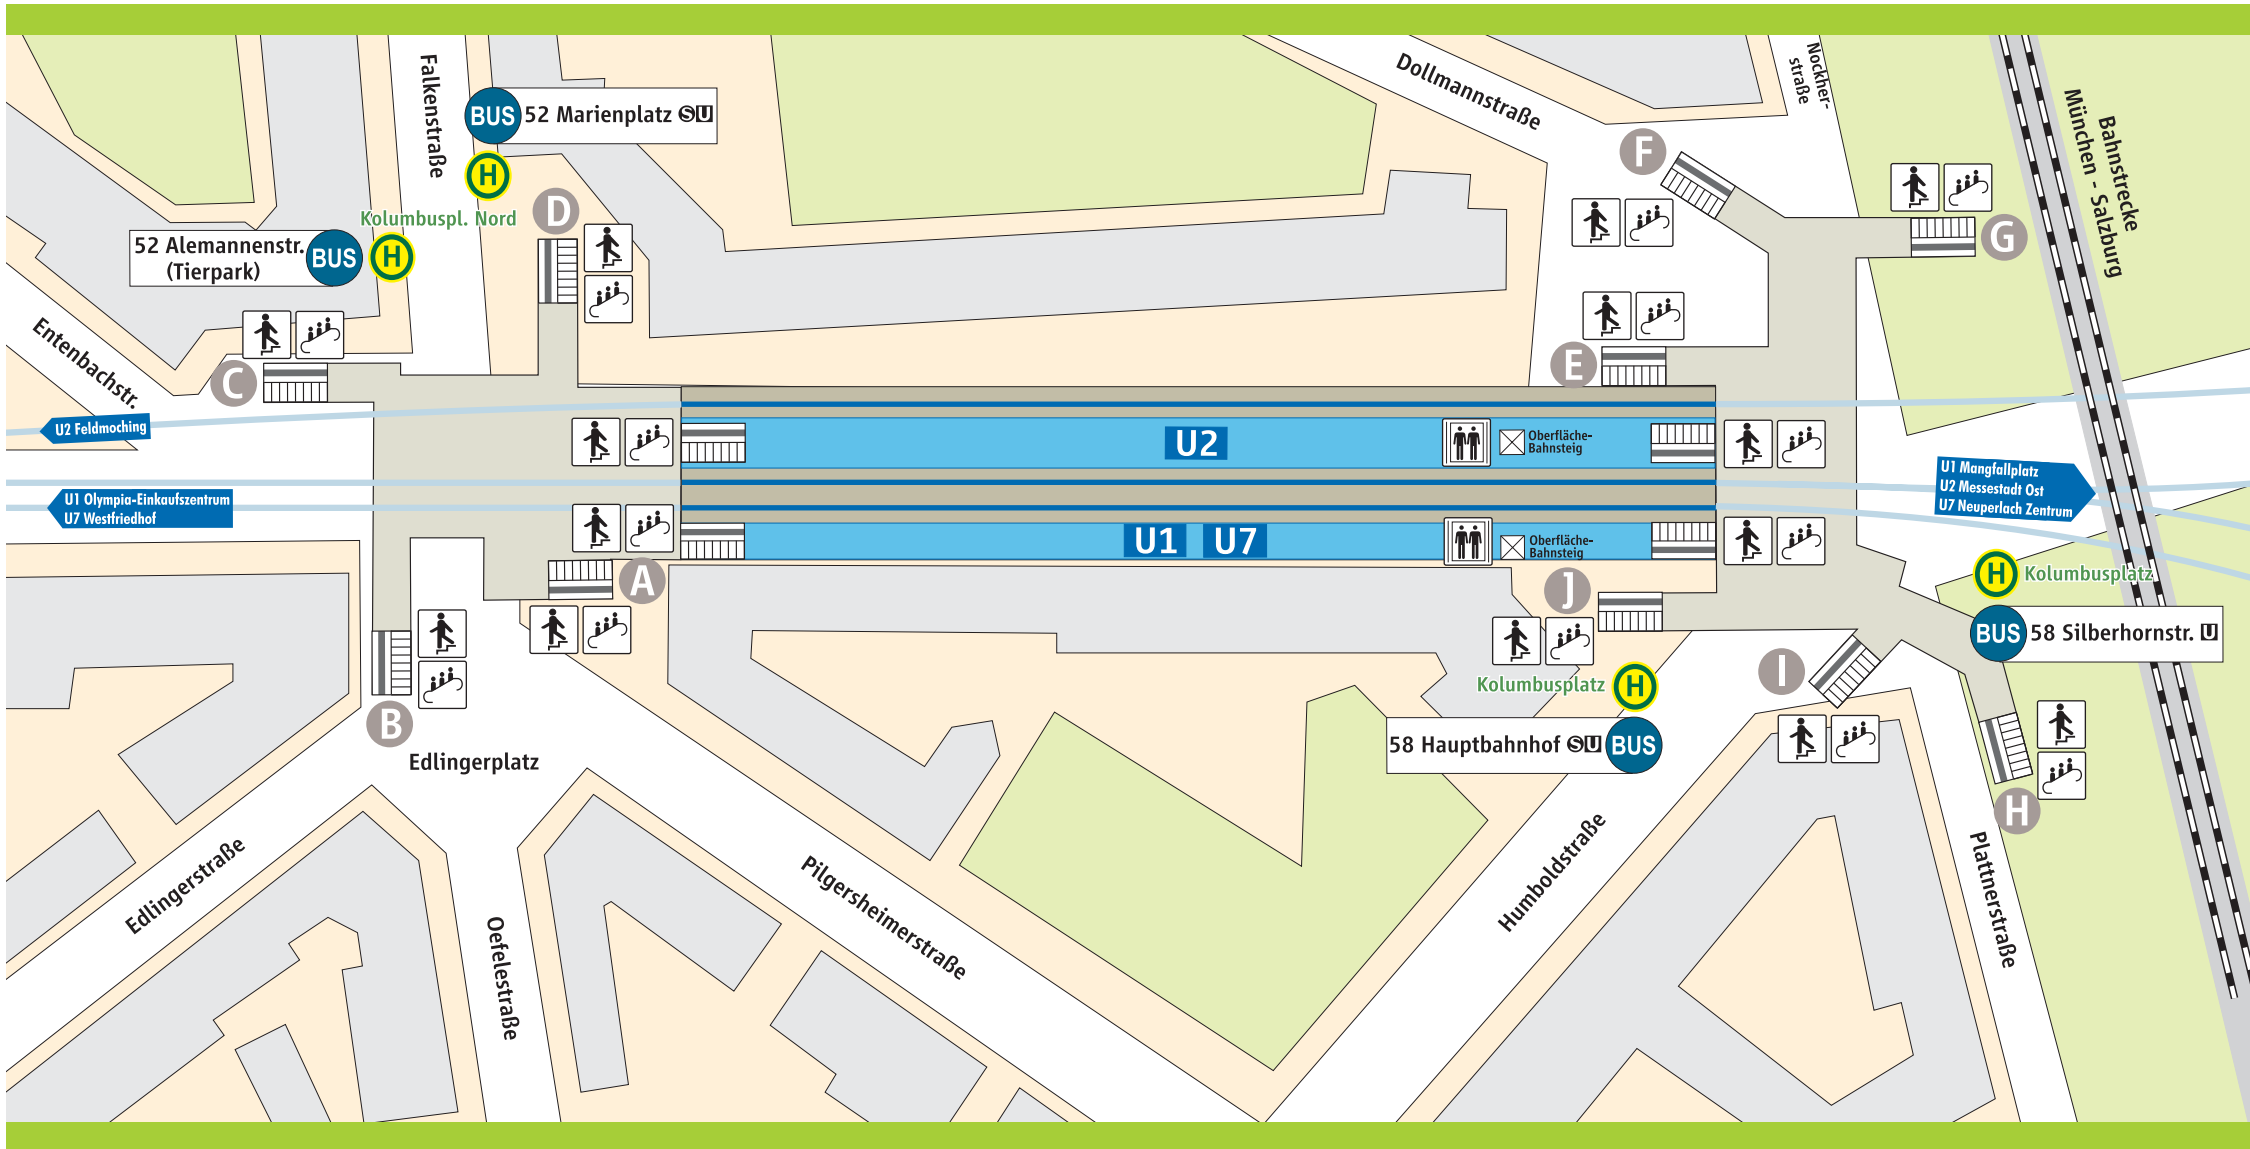 Falkenstraße
BUS 52 Marienplatz S U
H
Kolumbuspl. Nord
52 Alemannenstr.
(Tierpark)
BUS
H
D
Entenbachstr.
C
Dollmannstraße
Nockher-
straße
F
G
E
Bahnstrecke
München - Salzburg
U2 Feldmoching
U1 Olympia-Einkaufszentrum
U7 Westfriedhof
U2
Oberfläche-
Bahnsteig
U1 U7
Oberfläche-
Bahnsteig
U1 Mangfallplatz
U2 Messestadt Ost
U7 Neuperlach Zentrum
H Kolumbusplatz
BUS 58 Silberhornstr. U
A
J
I
B
Kolumbusplatz H
58 Hauptbahnhof S U BUS
H
Edlingerplatz
Edlingerstraße
Oefelestraße
Pilgersheimerstraße
Humboldstraße
Plattnerstraße